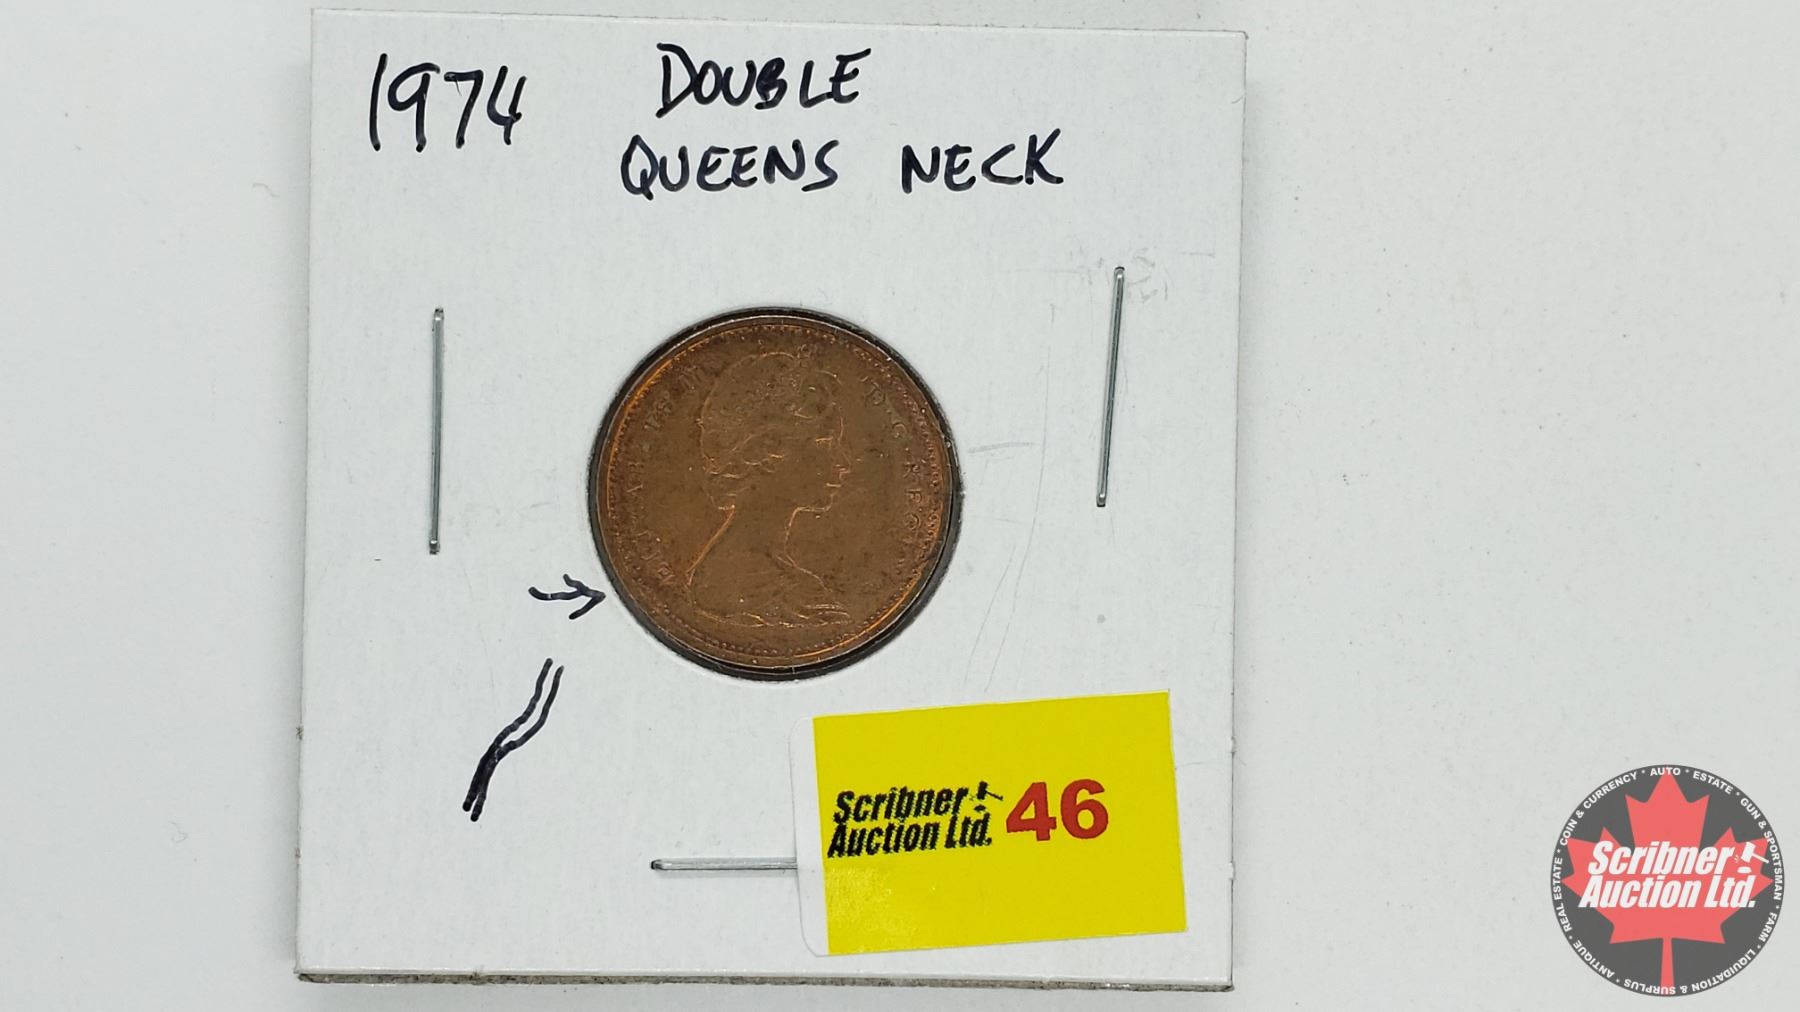 1974 DOUBLE
QUEENS NECK
D · G · REGINA
Scribner
Auction Ltd. 46
COIN & CURRENCY * AUTO * ESTATE * GUN & SPORTSMAN * FARM * LIQUIDATION & SURPLUS * ANTIQUE * REAL ESTATE *
Scribner
Auction Ltd.